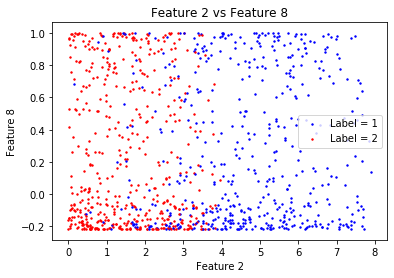 Feature 2 vs Feature 8
1.0
0.8
0.6
0.4
0.2
0.0
−0.2
Feature 8
Label = 1
Label = 2
0 1 2 3 4 5 6 7 8
Feature 2